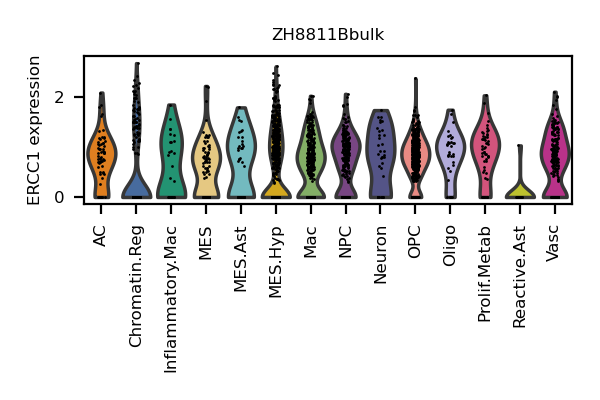 ZH8811Bbulk
ERCC1 expression
2
0
AC
Chromatin.Reg
Inflammatory.Mac
MES
MES.Ast
MES.Hyp
Mac
NPC
Neuron
OPC
Oligo
Prolif.Metab
Reactive.Ast
Vasc